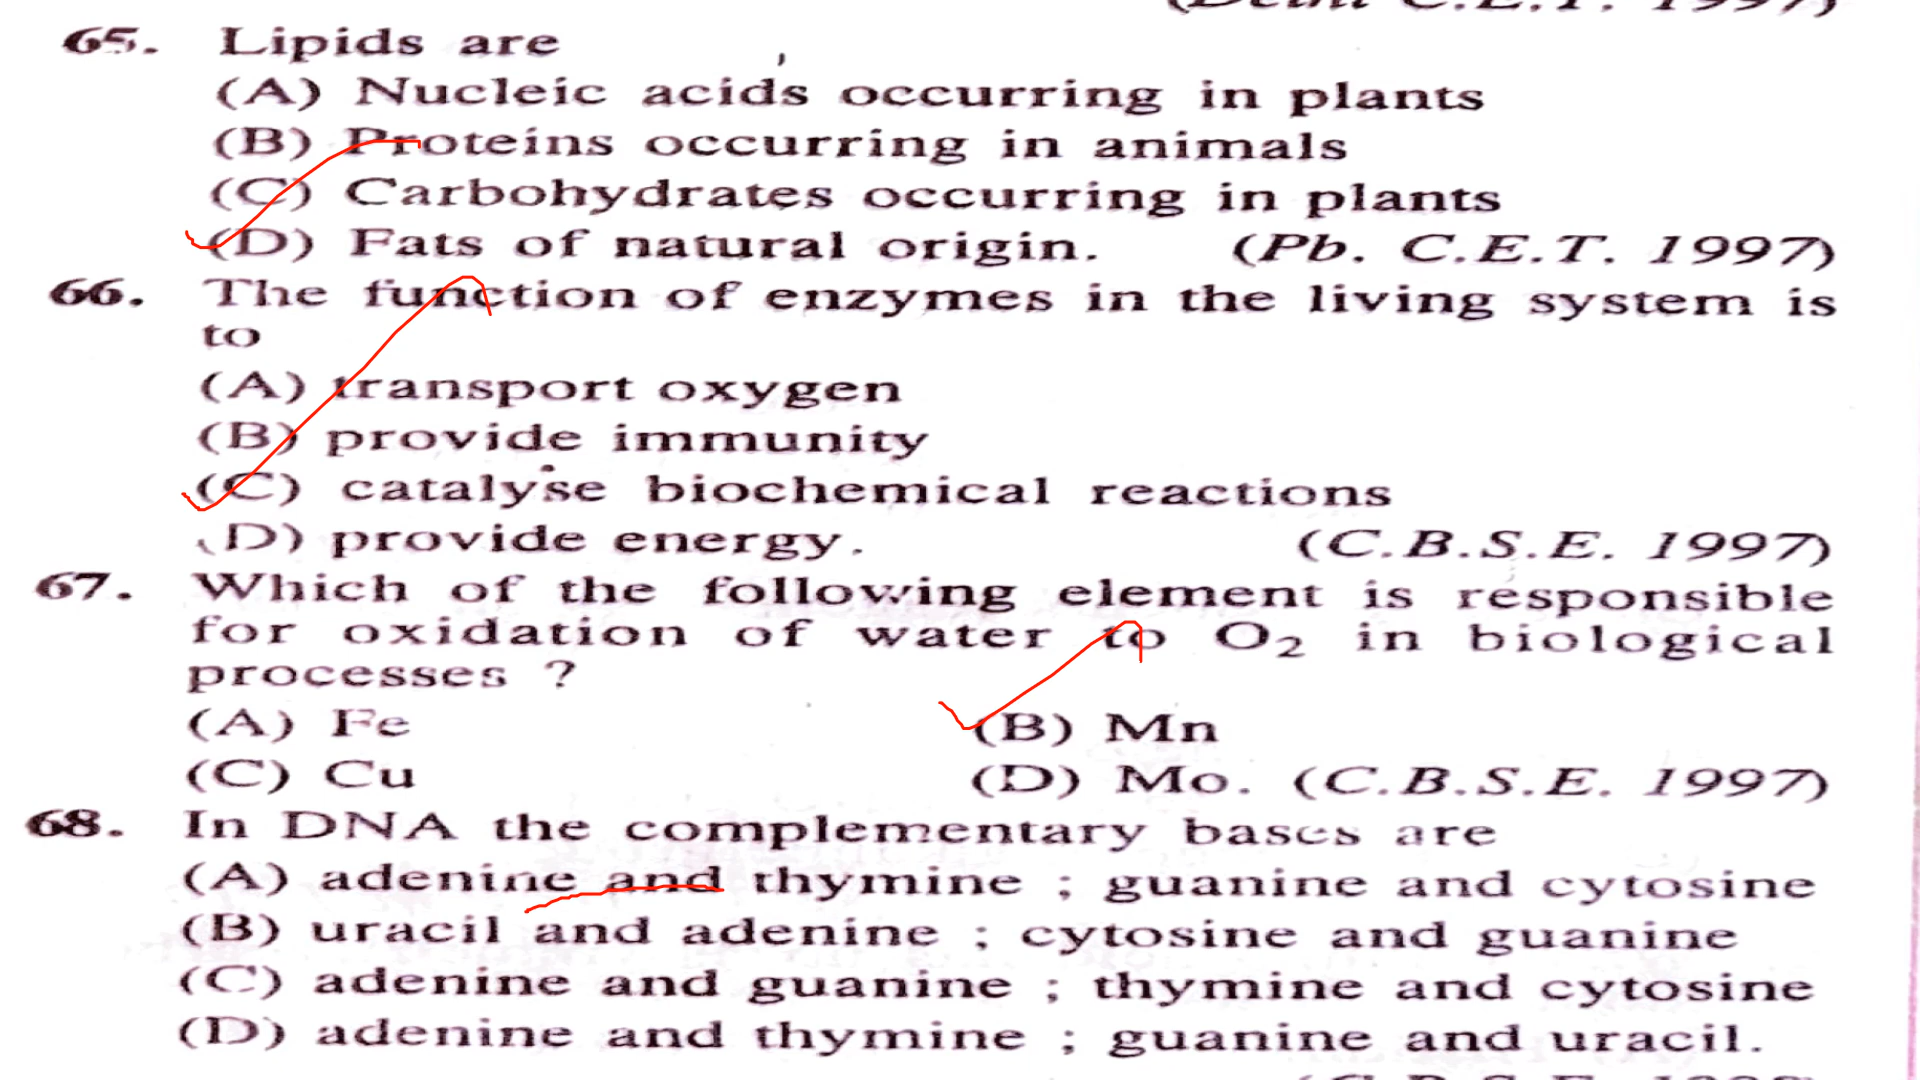 65. Lipids are
(A) Nucleic acids occurring in plants
(B) Proteins occurring in animals
(C) Carbohydrates occurring in plants
(D) Fats of natural origin. (Pb. C.E.T. 1997)
66. The function of enzymes in the living system is
to
(A) transport oxygen
(B) provide immunity
(C) catalyse biochemical reactions
(D) provide energy. (C.B.S.E. 1997)
67. Which of the following element is responsible
for oxidation of water to O₂ in biological
processes ?
(A) Fe (B) Mn
(C) Cu (D) Mo. (C.B.S.E. 1997)
68. In DNA the complementary bases are
(A) adenine and thymine ; guanine and cytosine
(B) uracil and adenine ; cytosine and guanine
(C) adenine and guanine ; thymine and cytosine
(D) adenine and thymine ; guanine and uracil.